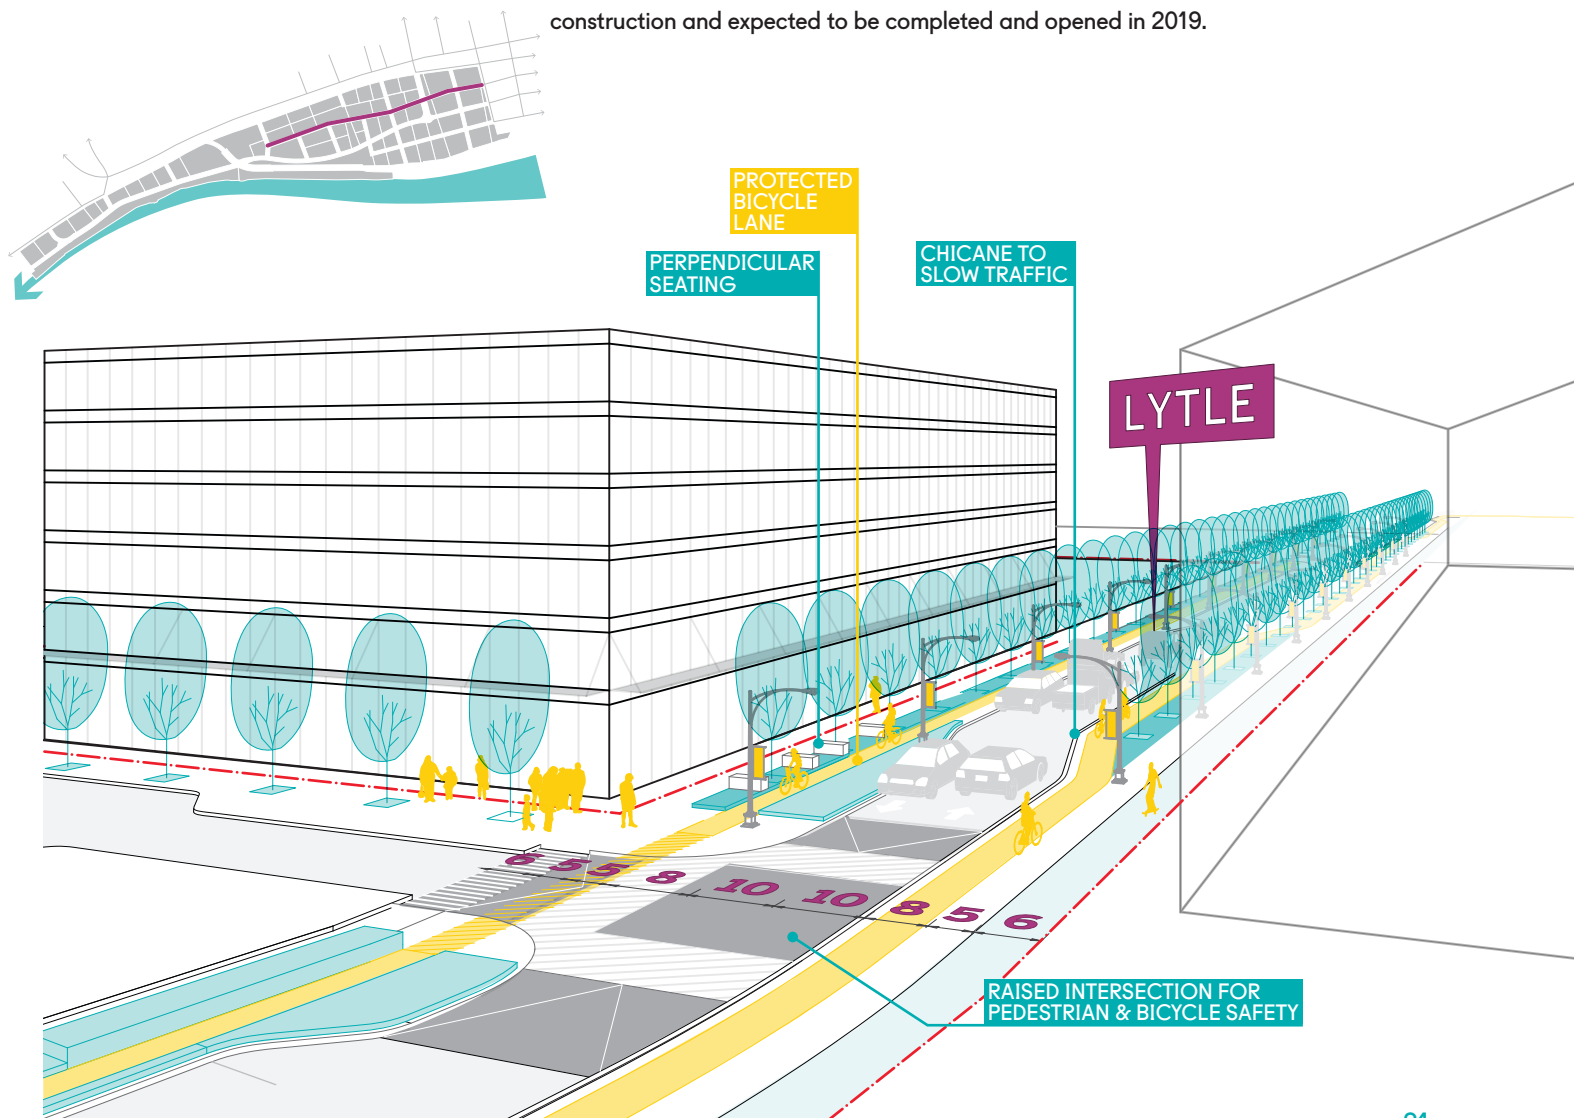 construction and expected to be completed and opened in 2019.
PROTECTED
BICYCLE
LANE
PERPENDICULAR
SEATING
CHICANE TO
SLOW TRAFFIC
LYTLE
6 5 5 8 10 10 8 5 6
RAISED INTERSECTION FOR
PEDESTRIAN & BICYCLE SAFETY